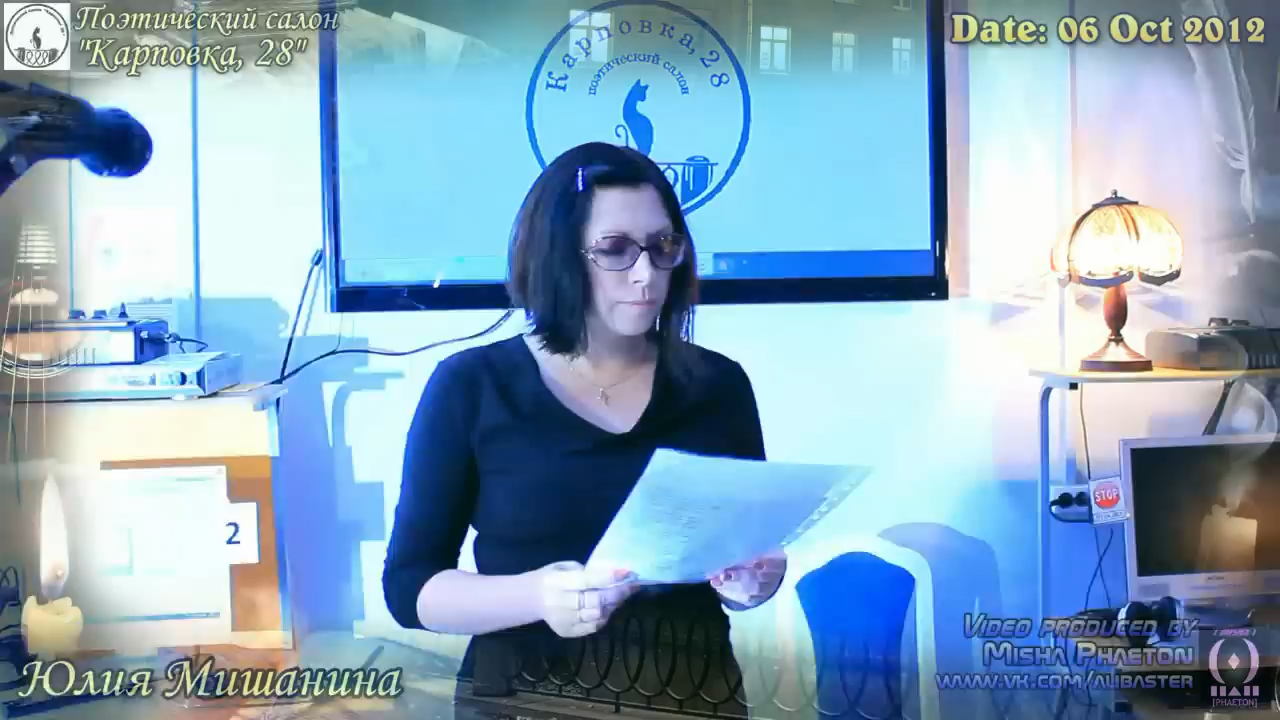 Поэтический салон
"Карповка, 28"
Date: 06 Oct 2012
Карповка, 28
поэтический салон
2
STOP
Юлия Мишанина
Video produced by
Misha Phaeton
www.vk.com/alibaster
[PHAETON]